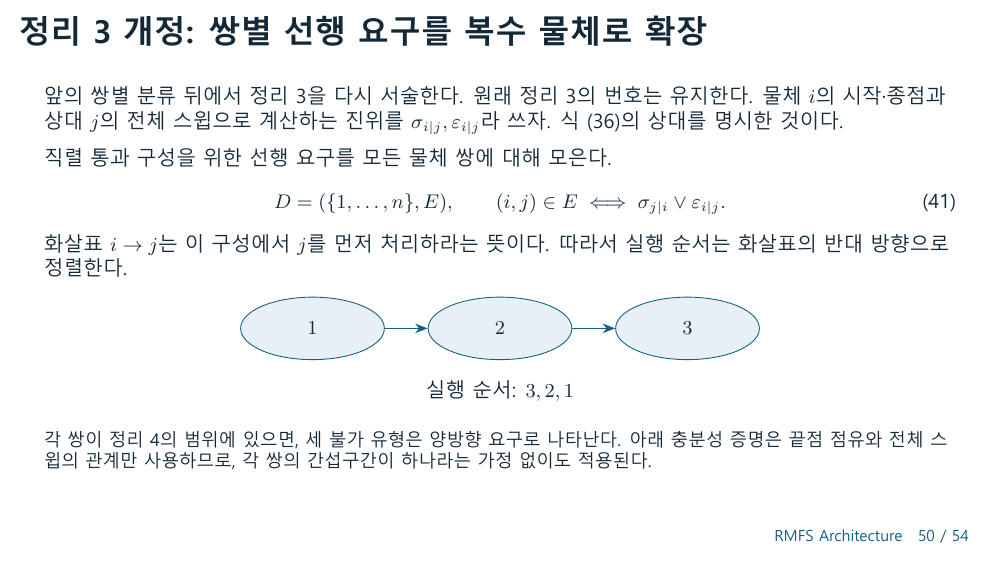 정리 3 개정: 쌍별 선행 요구를 복수 물체로 확장
앞의 쌍별 분류 뒤에서 정리 3을 다시 서술한다. 원래 정리 3의 번호는 유지한다. 물체 i의 시작·종점과
상대 j의 전체 스윕으로 계산하는 진위를 σ_{i|j}, ε_{i|j}라 쓰자. 식 (36)의 상대를 명시한 것이다.
직렬 통과 구성을 위한 선행 요구를 모든 물체 쌍에 대해 모은다.
D = ({1, . . . , n}, E), (i, j) ∈ E ⟺ σ_{j|i} ∨ ε_{i|j}. (41)
화살표 i → j는 이 구성에서 j를 먼저 처리하라는 뜻이다. 따라서 실행 순서는 화살표의 반대 방향으로
정렬한다.
1 2 3
실행 순서: 3, 2, 1
각 쌍이 정리 4의 범위에 있으면, 세 불가 유형은 양방향 요구로 나타난다. 아래 충분성 증명은 끝점 점유와 전체 스
윕의 관계만 사용하므로, 각 쌍의 간섭구간이 하나라는 가정 없이도 적용된다.
RMFS Architecture 50 / 54